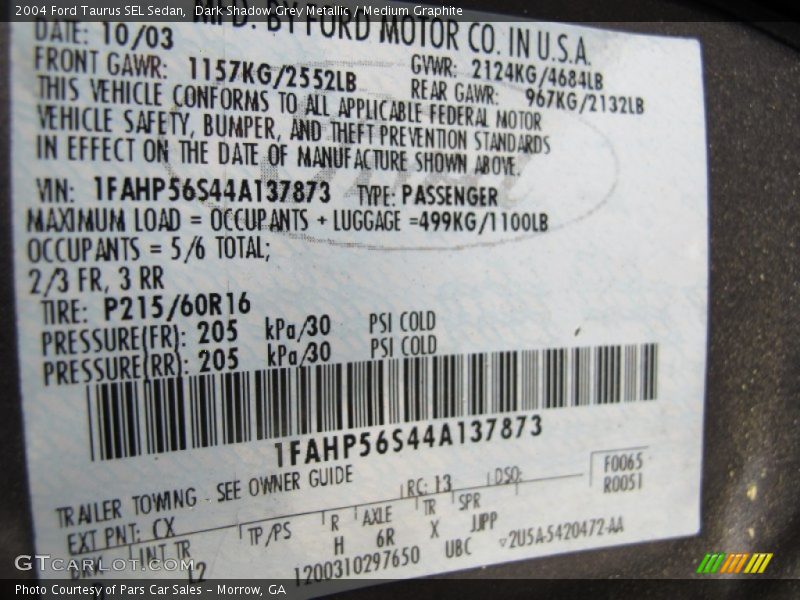 2004 Ford Taurus SEL Sedan, Dark Shadow Grey Metallic / Medium Graphite
MFD. BY FORD MOTOR CO. IN U.S.A.
DATE: 10/03
GVWR: 2124KG/4684LB
FRONT GAWR: 1157KG/2552LB
REAR GAWR: 967KG/2132LB
THIS VEHICLE CONFORMS TO ALL APPLICABLE FEDERAL MOTOR
VEHICLE SAFETY, BUMPER, AND THEFT PREVENTION STANDARDS
IN EFFECT ON THE DATE OF MANUFACTURE SHOWN ABOVE.
VIN: 1FAHP56S44A137873 TYPE: PASSENGER
MAXIMUM LOAD = OCCUPANTS + LUGGAGE =499KG/1100LB
OCCUPANTS = 5/6 TOTAL;
2/3 FR, 3 RR
TIRE: P215/60R16
PRESSURE(FR): 205 kPa/30 PSI COLD
PRESSURE(RR): 205 kPa/30 PSI COLD
1FAHP56S44A137873
TRAILER TOWING - SEE OWNER GUIDE
RC: 13 DSO:
F0065
R0051
EXT PNT: CX
INT TR TP/PS R AXLE TR SPR
L2 H 6R X JJPP
1200310297650 UBC 2U5A-5420472-AA
GTCarLot.com
Photo Courtesy of Pars Car Sales - Morrow, GA